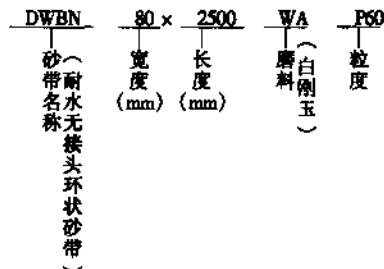 DWBN 80 × 2500 WA P60
砂带名称
(耐水无接头环状砂带)
宽度
(mm)
长度
(mm)
磨料
(白刚玉)
粒度